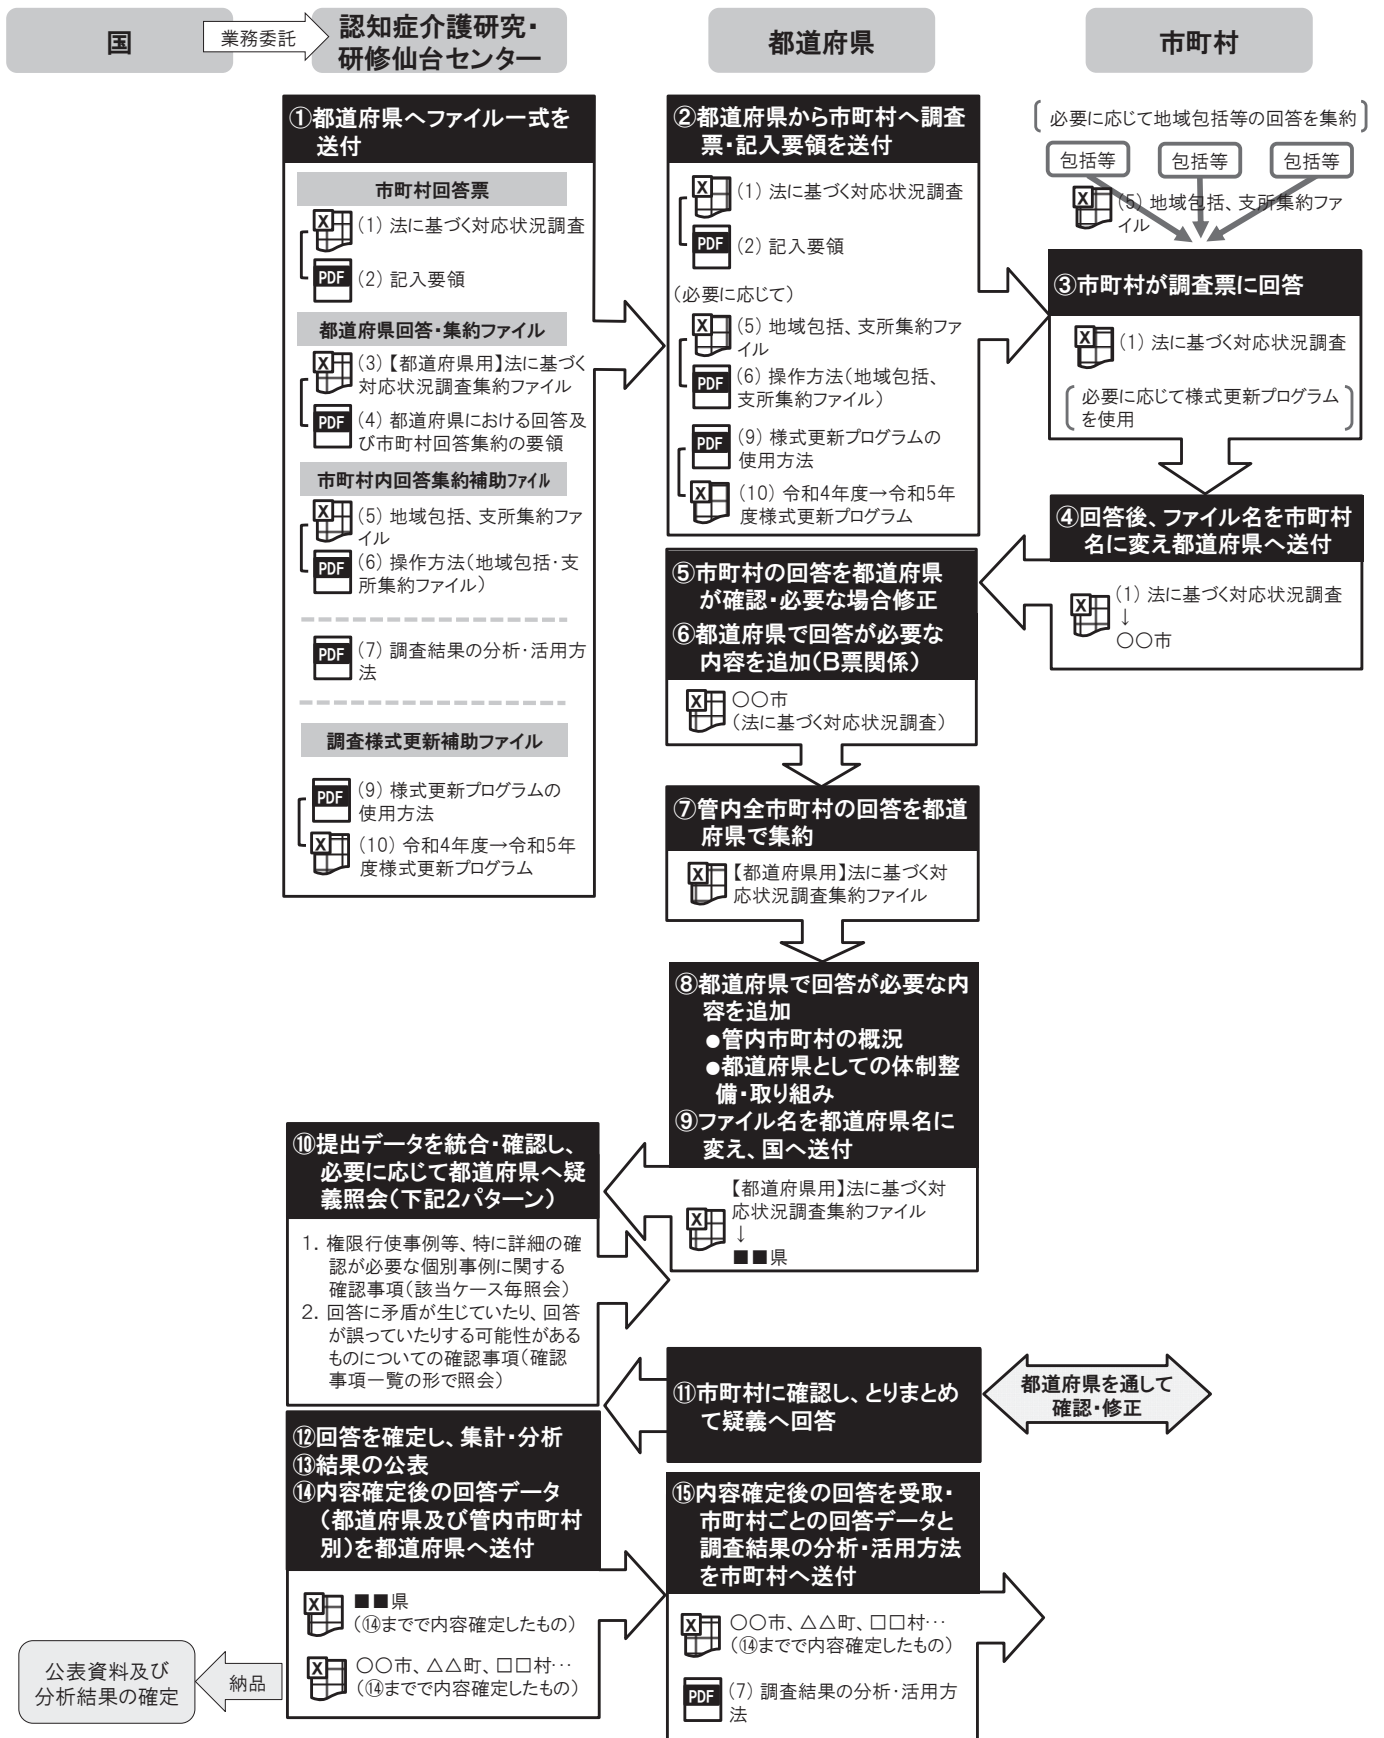 国
業務委託
認知症介護研究・
研修仙台センター
都道府県
市町村
①都道府県へファイル一式を
送付
市町村回答票
(1) 法に基づく対応状況調査
PDF (2) 記入要領
都道府県回答・集約ファイル
(3)【都道府県用】法に基づく
対応状況調査集約ファイル
PDF (4) 都道府県における回答及
び市町村回答集約の要領
市町村内回答集約補助ファイル
(5) 地域包括、支所集約ファ
イル
PDF (6) 操作方法(地域包括・支
所集約ファイル)
PDF (7) 調査結果の分析・活用方
法
調査様式更新補助ファイル
PDF (9) 様式更新プログラムの
使用方法
(10) 令和4年度→令和5年
度様式更新プログラム
②都道府県から市町村へ調査
票・記入要領を送付
(1) 法に基づく対応状況調査
PDF (2) 記入要領
(必要に応じて)
(5) 地域包括、支所集約ファ
イル
PDF (6) 操作方法(地域包括、
支所集約ファイル)
PDF (9) 様式更新プログラムの
使用方法
(10) 令和4年度→令和5年
度様式更新プログラム
必要に応じて地域包括等の回答を集約
包括等 包括等 包括等
(5) 地域包括、支所集約ファ
イル
③市町村が調査票に回答
(1) 法に基づく対応状況調査
必要に応じて様式更新プログラム
を使用
④回答後、ファイル名を市町村
名に変え都道府県へ送付
(1) 法に基づく対応状況調査
↓
○○市
⑤市町村の回答を都道府県
が確認・必要な場合修正
⑥都道府県で回答が必要な
内容を追加(B票関係)
○○市
(法に基づく対応状況調査)
⑦管内全市町村の回答を都道
府県で集約
【都道府県用】法に基づく対
応状況調査集約ファイル
⑧都道府県で回答が必要な内
容を追加
●管内市町村の概況
●都道府県としての体制整
備・取り組み
⑨ファイル名を都道府県名に
変え、国へ送付
【都道府県用】法に基づく対
応状況調査集約ファイル
↓
■■県
⑩提出データを統合・確認し、
必要に応じて都道府県へ疑
義照会(下記2パターン)
1. 権限行使事例等、特に詳細の確
認が必要な個別事例に関する
確認事項(該当ケース毎照会)
2. 回答に矛盾が生じていたり、回答
が誤っていたりする可能性がある
ものについての確認事項(確認
事項一覧の形で照会)
⑪市町村に確認し、とりまとめ
て疑義へ回答
都道府県を通して
確認・修正
⑫回答を確定し、集計・分析
⑬結果の公表
⑭内容確定後の回答データ
(都道府県及び管内市町村
別)を都道府県へ送付
■■県
(⑭までで内容確定したもの)
○○市、△△町、□□村…
(⑭までで内容確定したもの)
納品
公表資料及び
分析結果の確定
⑮内容確定後の回答を受取・
市町村ごとの回答データと
調査結果の分析・活用方法
を市町村へ送付
○○市、△△町、□□村…
(⑭までで内容確定したもの)
PDF (7) 調査結果の分析・活用方
法